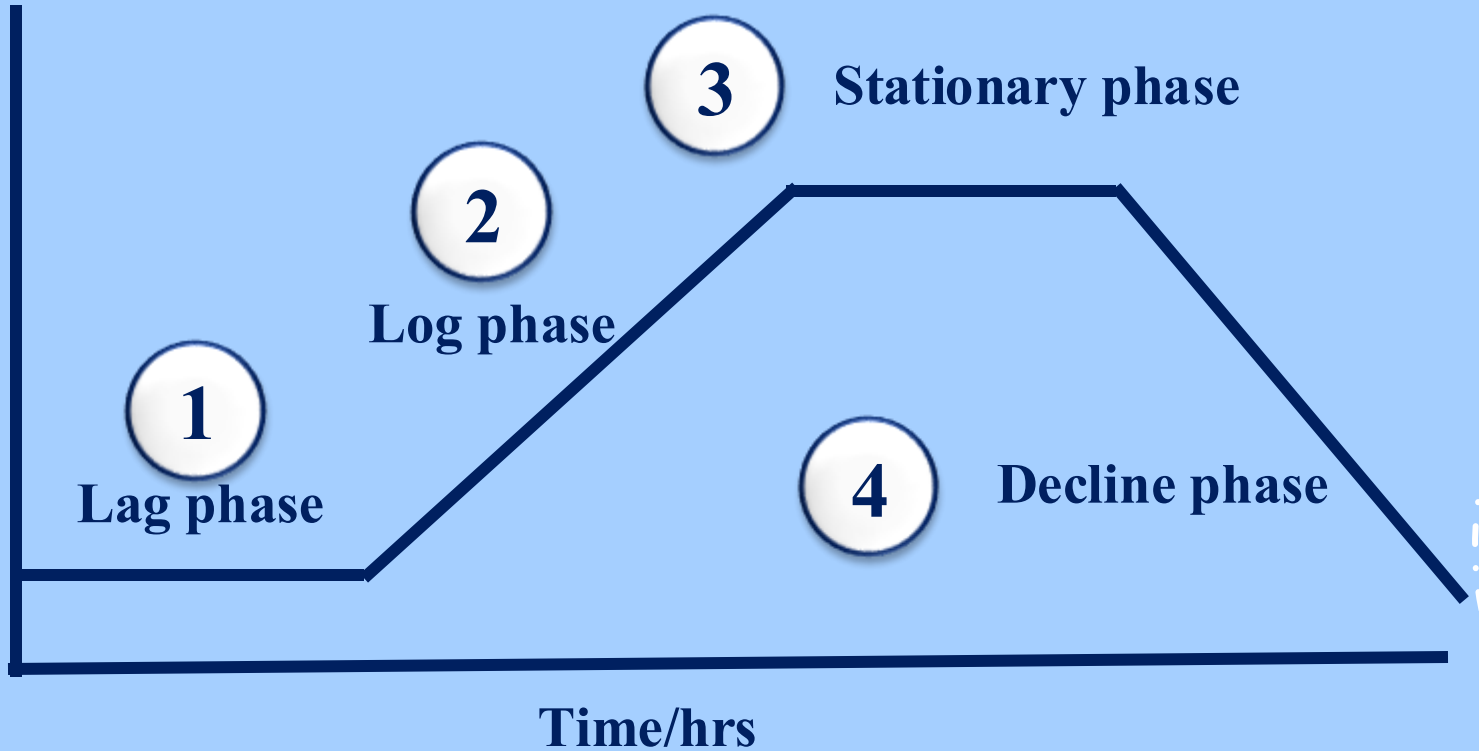 1
Lag phase
2
Log phase
3
Stationary phase
4
Decline phase
Time/hrs